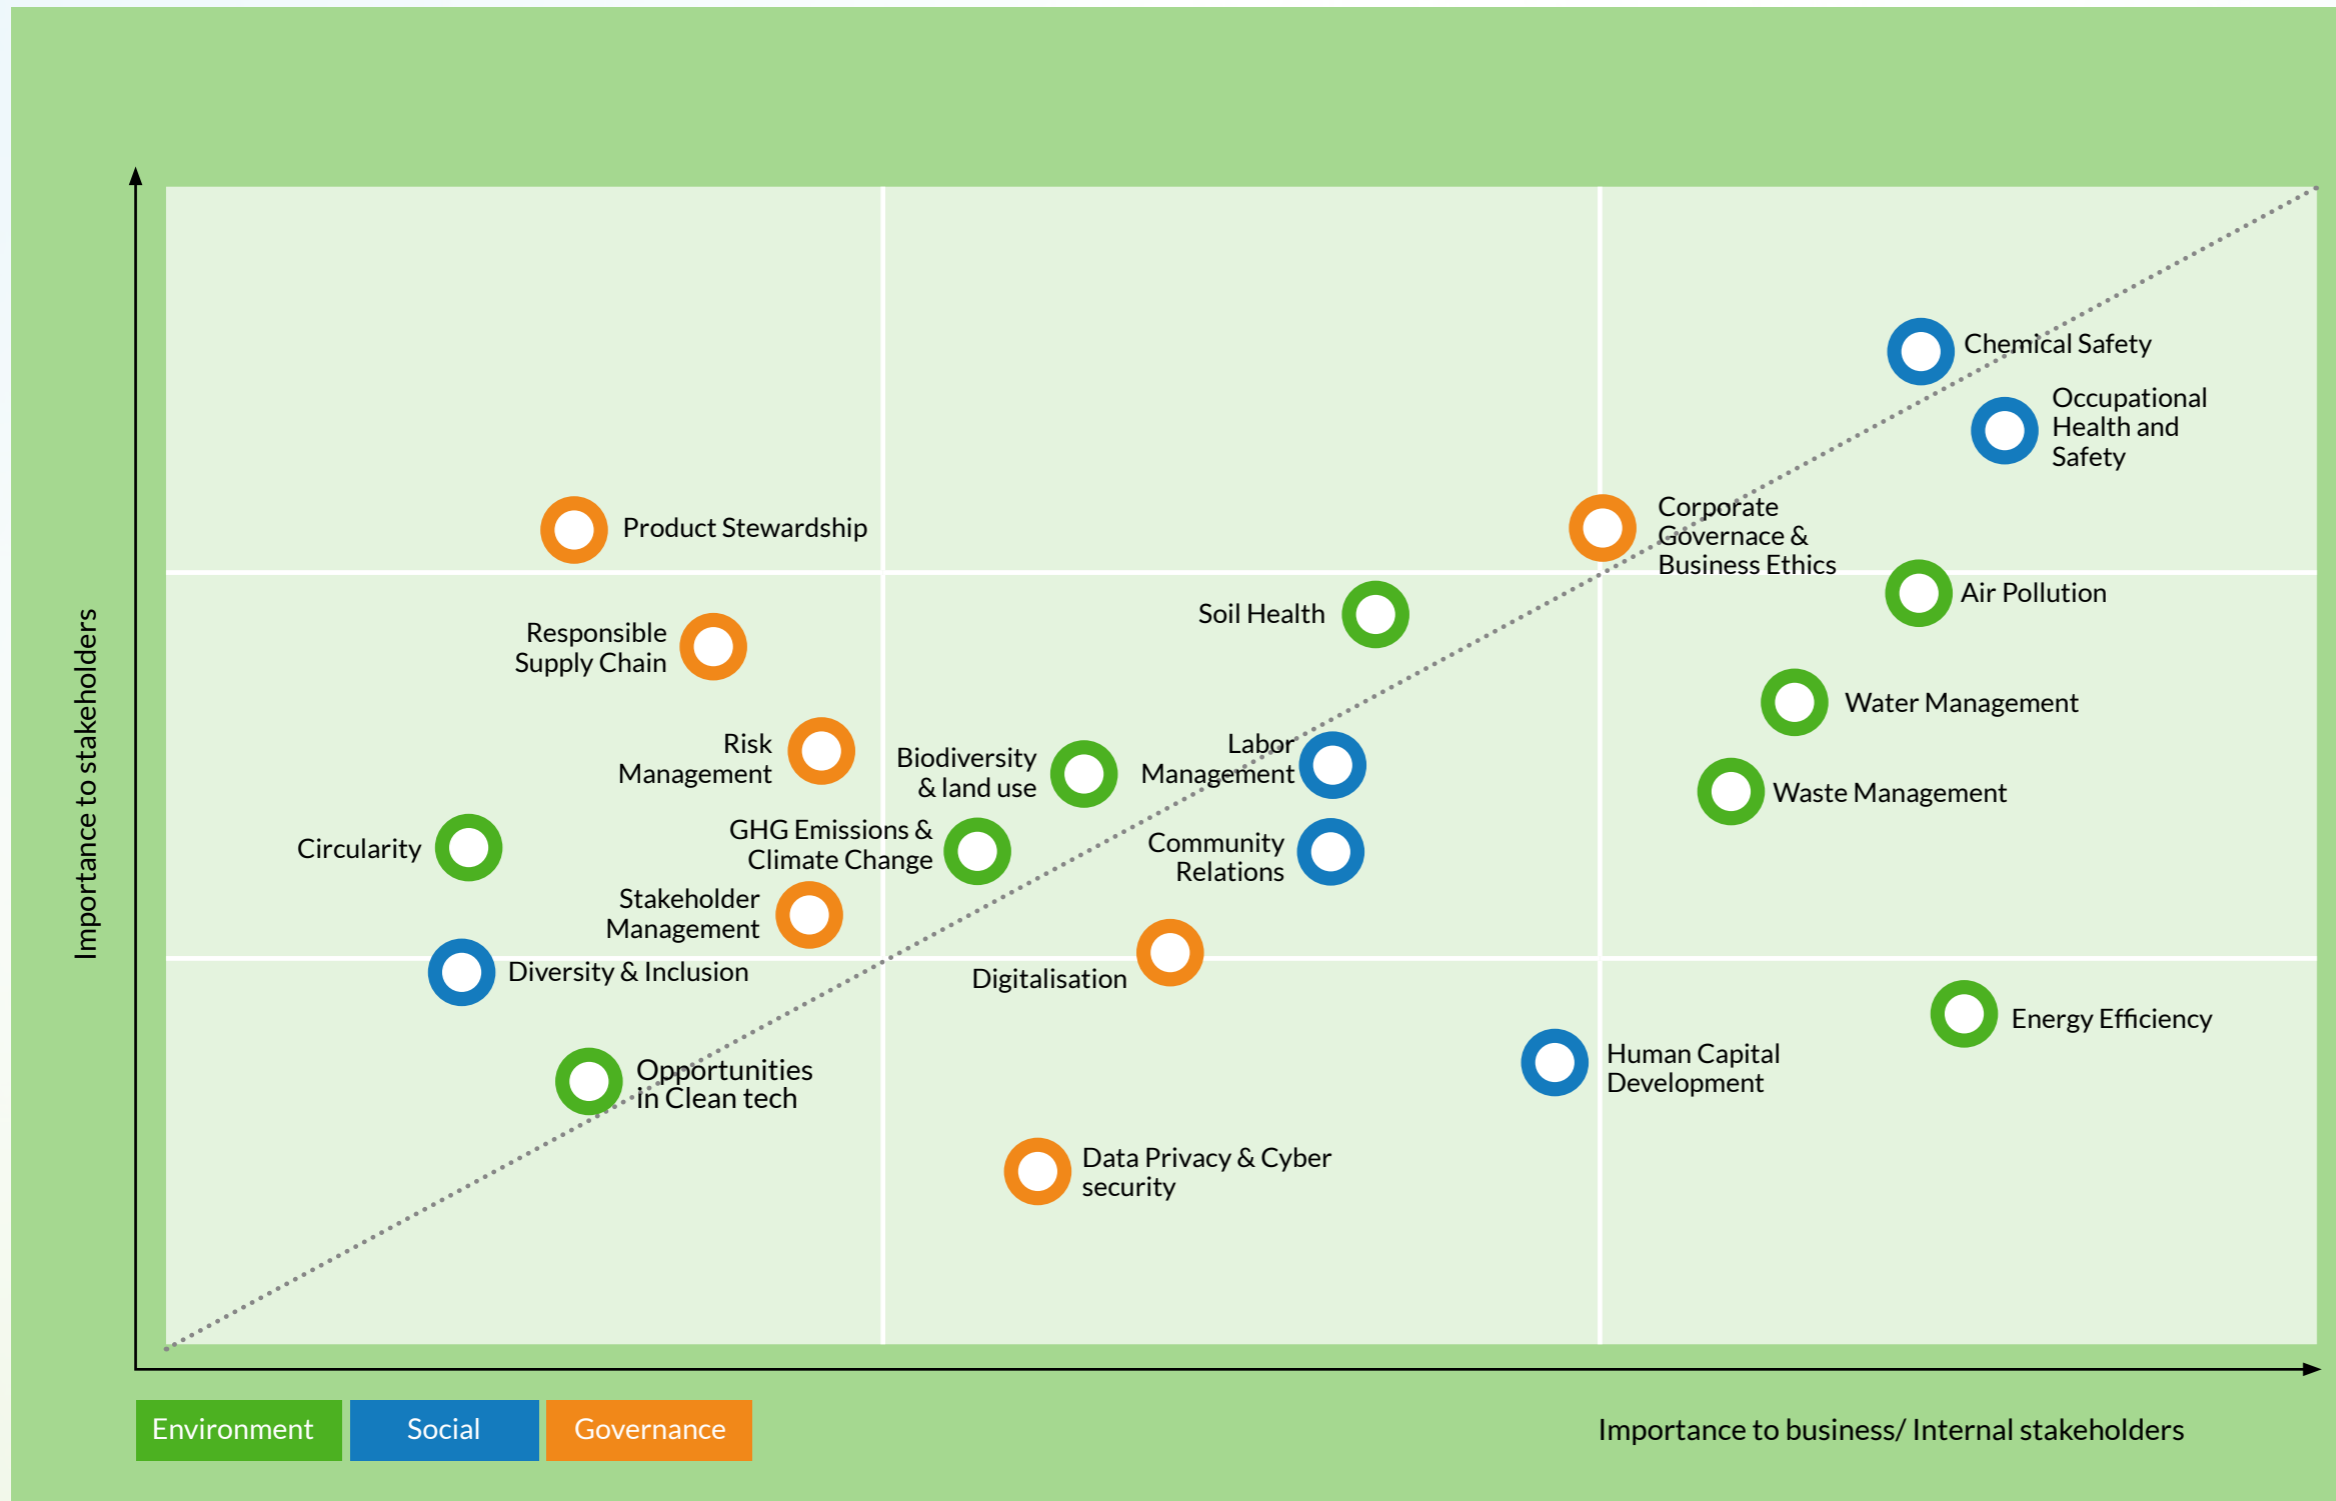 Importance to stakeholders
Chemical Safety
Occupational
Health and
Safety
Product Stewardship
Corporate
Governace &
Business Ethics
Air Pollution
Soil Health
Responsible
Supply Chain
Water Management
Risk
Management
Biodiversity
& land use
Labor
Management
Waste Management
Circularity
GHG Emissions &
Climate Change
Community
Relations
Stakeholder
Management
Diversity & Inclusion
Digitalisation
Energy Efficiency
Human Capital
Development
Opportunities
in Clean tech
Data Privacy & Cyber
security
Environment
Social
Governance
Importance to business/ Internal stakeholders